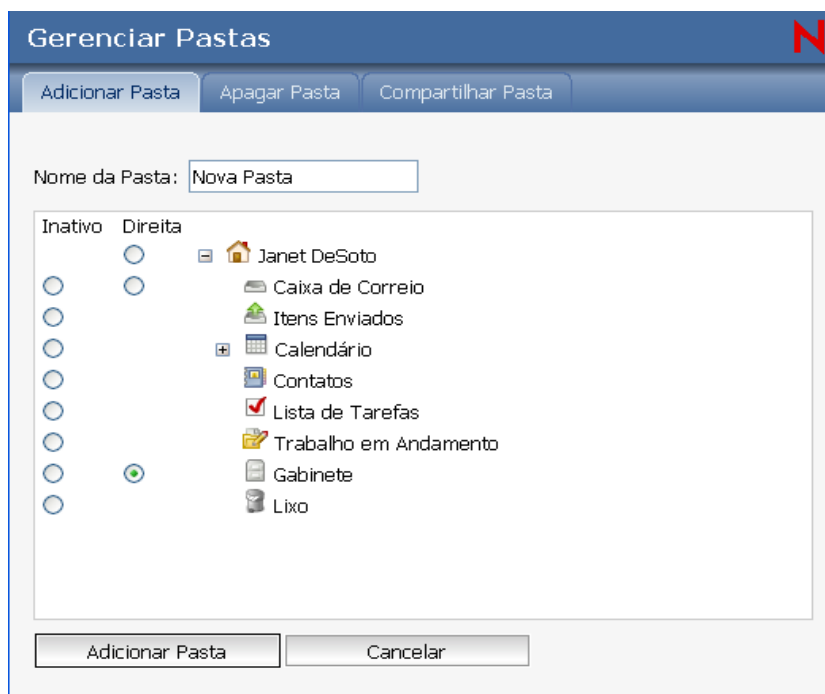 Gerenciar Pastas
N
Adicionar Pasta Apagar Pasta Compartilhar Pasta
Nome da Pasta: Nova Pasta
Inativo Direita
Janet DeSoto
Caixa de Correio
Itens Enviados
Calendário
Contatos
Lista de Tarefas
Trabalho em Andamento
Gabinete
Lixo
Adicionar Pasta Cancelar